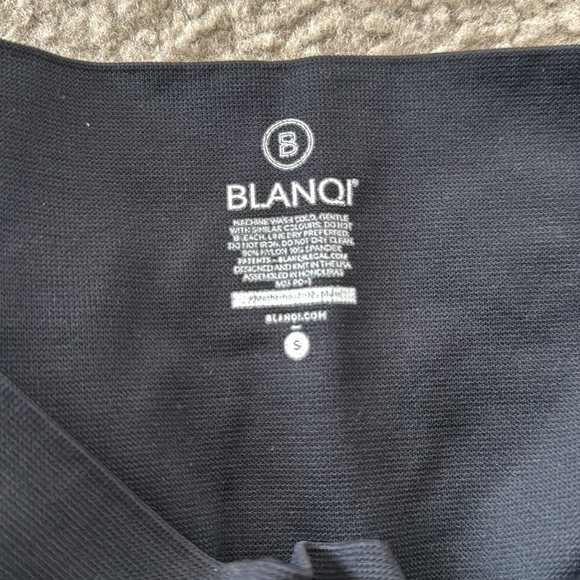 B
BLANQI®
MACHINE WASH COLD, GENTLE
WITH SIMILAR COLOURS, DO NOT
BLEACH, LINE DRY PREFERRED,
DO NOT IRON, DO NOT DRY CLEAN.
90% NYLON 10% SPANDEX
PATENTS - BLANQILEGAL.COM
DESIGNED AND KNIT IN THE USA
ASSEMBLED IN HONDURAS
BLANQI.COM
S